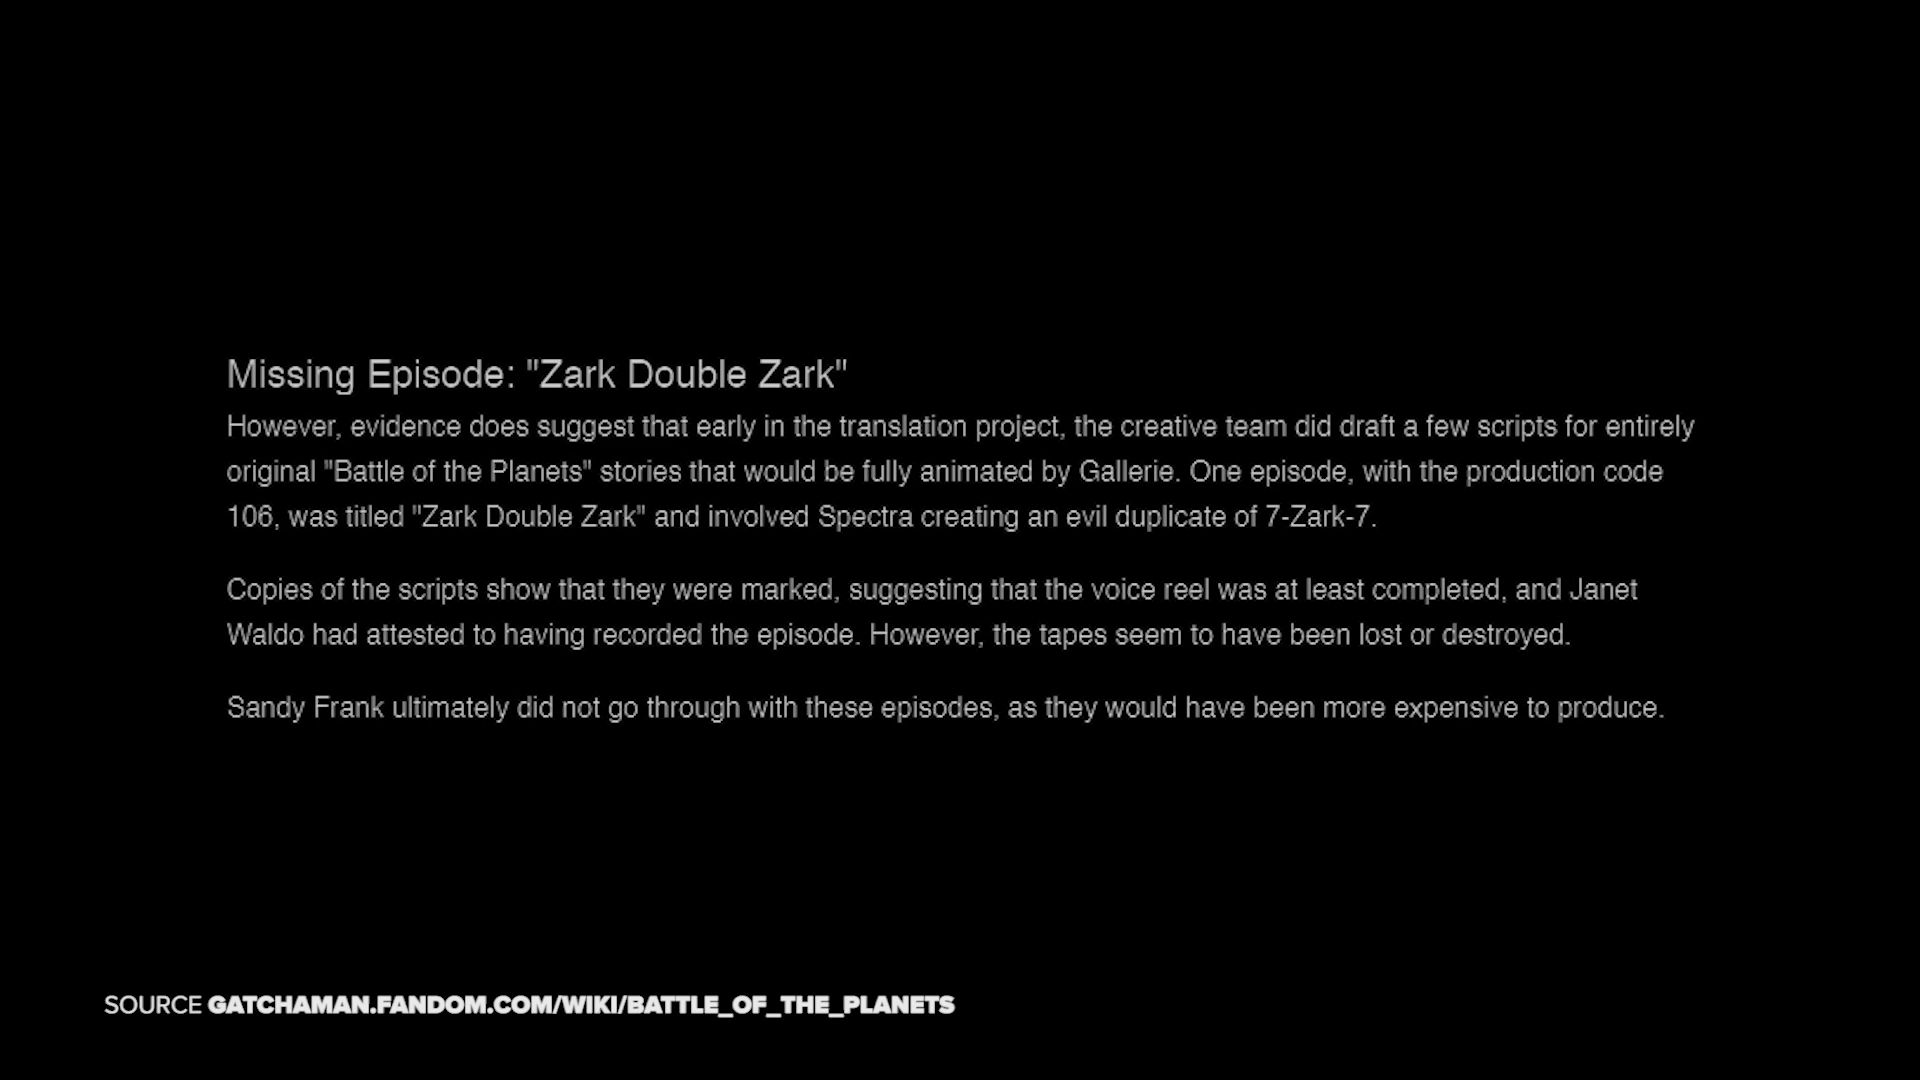 Missing Episode: "Zark Double Zark"
However, evidence does suggest that early in the translation project, the creative team did draft a few scripts for entirely
original "Battle of the Planets" stories that would be fully animated by Gallerie. One episode, with the production code
106, was titled "Zark Double Zark" and involved Spectra creating an evil duplicate of 7-Zark-7.
Copies of the scripts show that they were marked, suggesting that the voice reel was at least completed, and Janet
Waldo had attested to having recorded the episode. However, the tapes seem to have been lost or destroyed.
Sandy Frank ultimately did not go through with these episodes, as they would have been more expensive to produce.
SOURCE GATCHAMAN.FANDOM.COM/WIKI/BATTLE_OF_THE_PLANETS